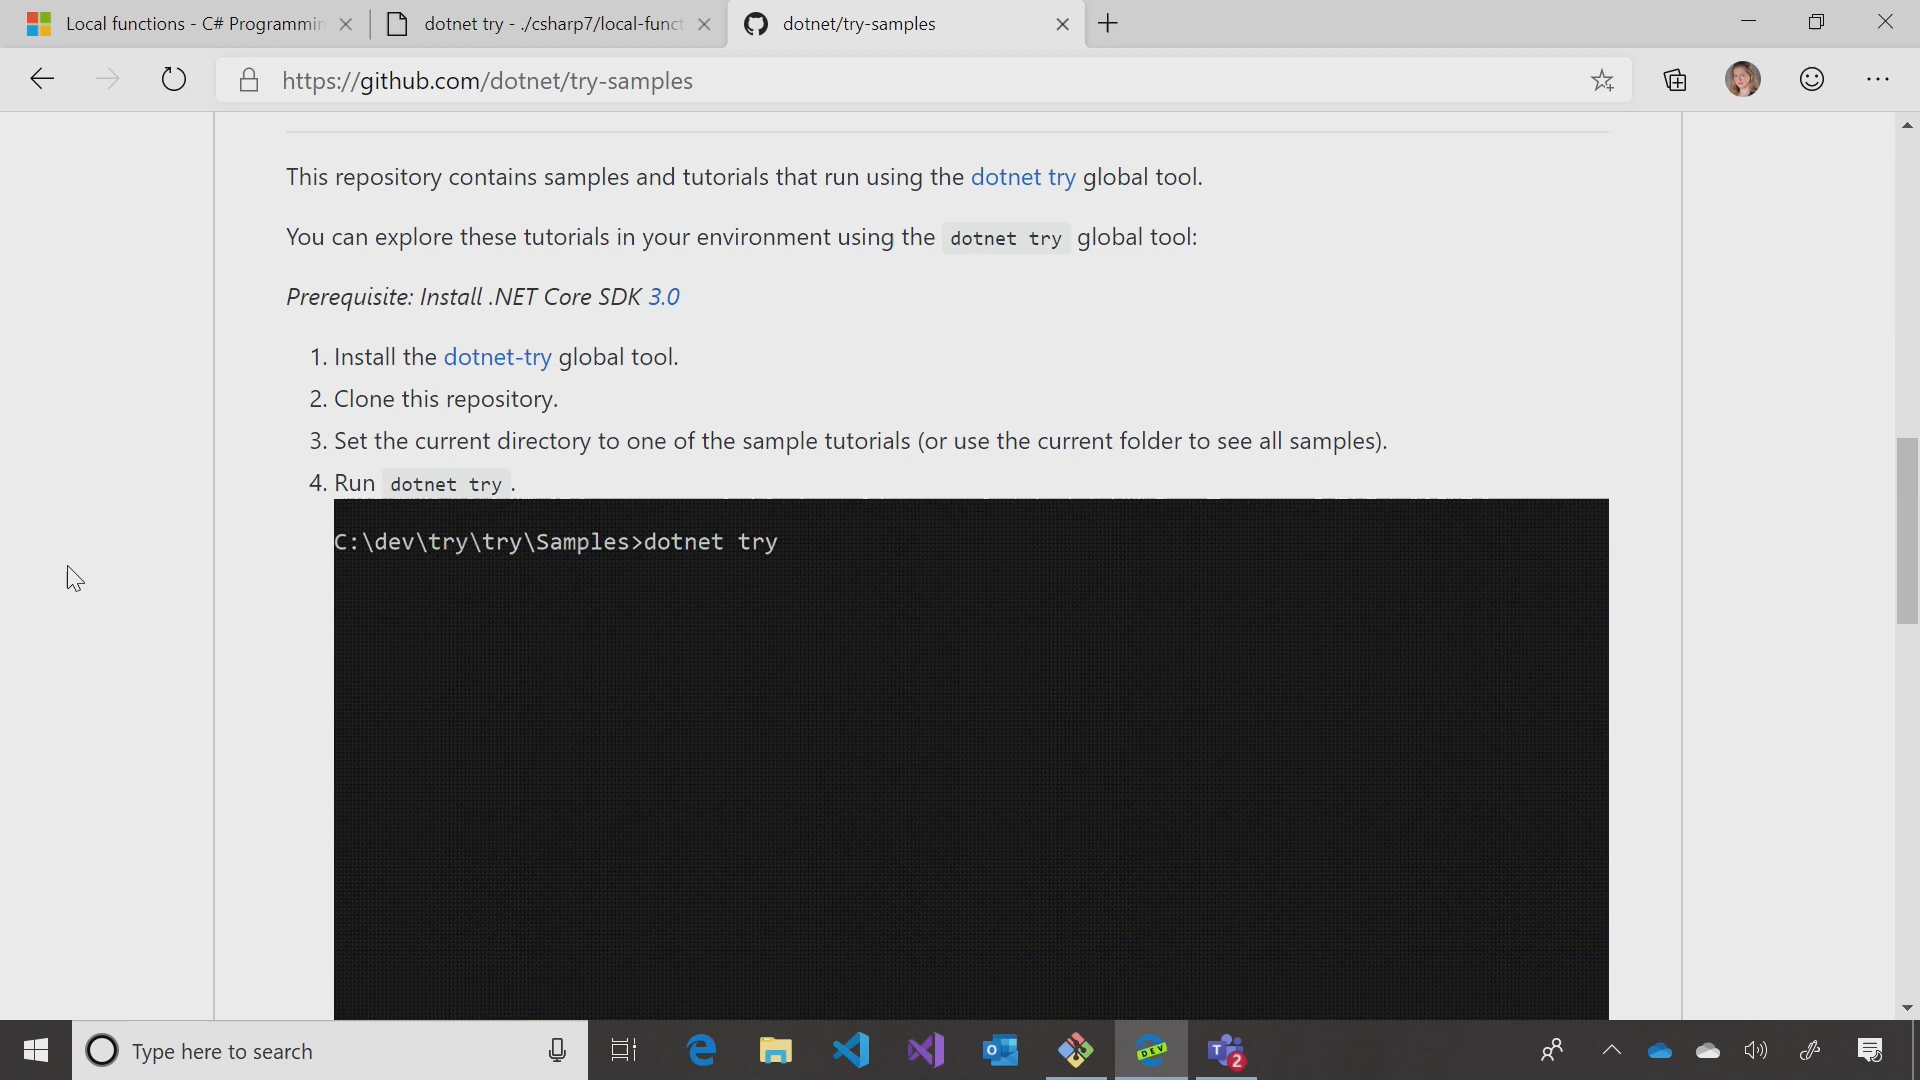 Local functions - C# Programmin
dotnet try - ./csharp7/local-funct
dotnet/try-samples
https://github.com/dotnet/try-samples
This repository contains samples and tutorials that run using the dotnet try global tool.
You can explore these tutorials in your environment using the dotnet try global tool:
Prerequisite: Install .NET Core SDK 3.0
1. Install the dotnet-try global tool.
2. Clone this repository.
3. Set the current directory to one of the sample tutorials (or use the current folder to see all samples).
4. Run dotnet try .
C:\dev\try\try\Samples>dotnet try
Type here to search
DEV
2